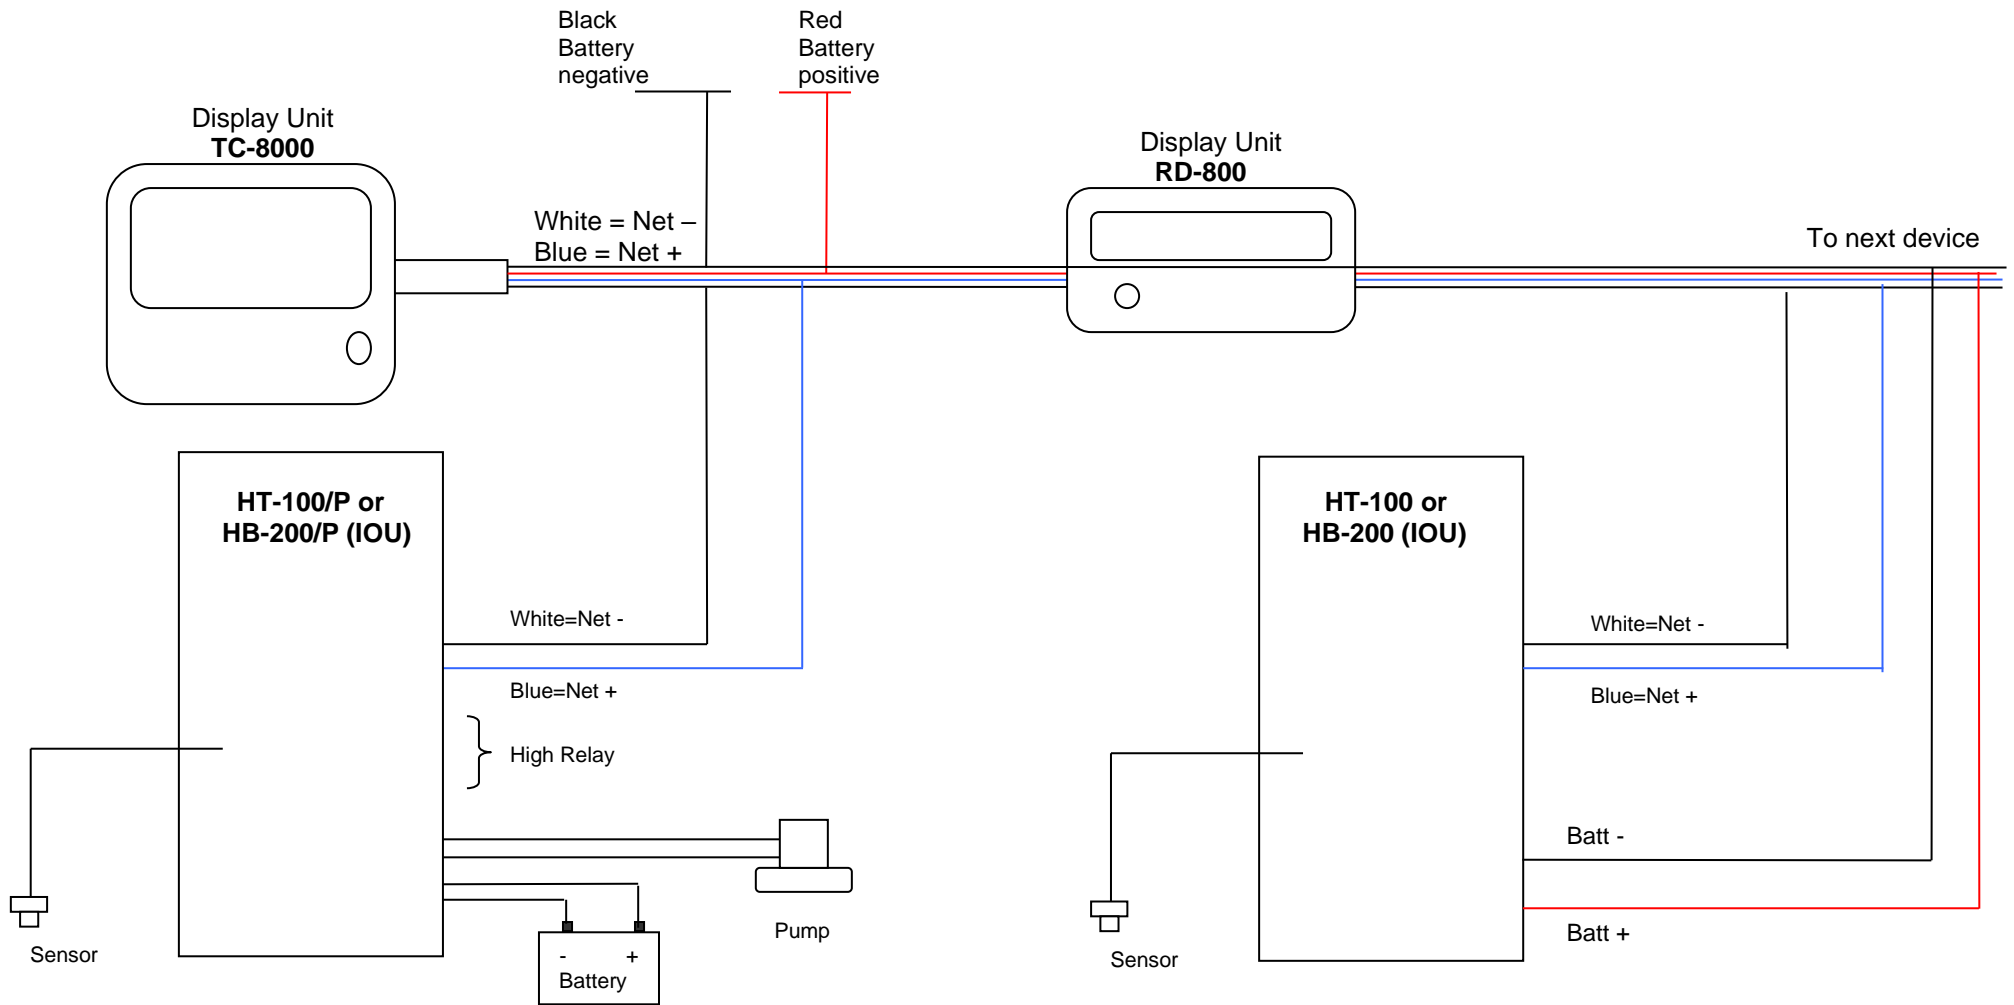 Black
Battery
negative
Red
Battery
positive
Display Unit
TC-8000
Display Unit
RD-800
White = Net –
Blue = Net +
To next device
HT-100/P or
HB-200/P (IOU)
HT-100 or
HB-200 (IOU)
White=Net -
Blue=Net +
High Relay
White=Net -
Blue=Net +
Batt -
Batt +
Pump
Sensor
- +
Battery
Sensor